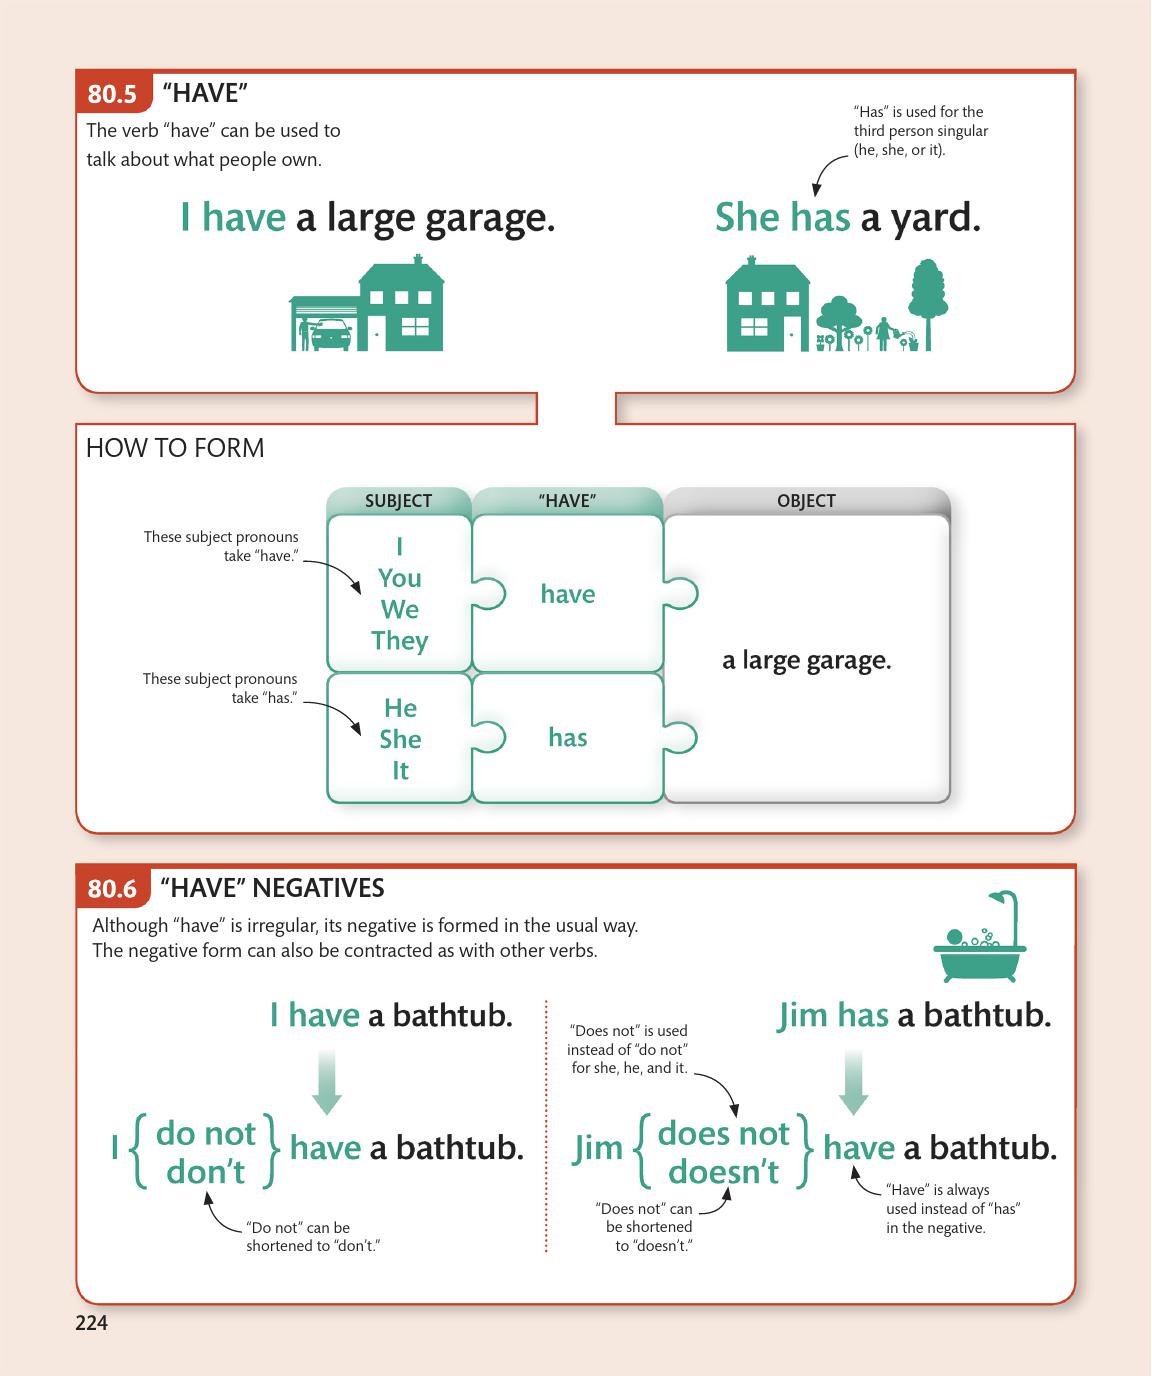 80.5 “HAVE”
The verb “have” can be used to
talk about what people own.
“Has” is used for the
third person singular
(he, she, or it).
I have a large garage.
She has a yard.
HOW TO FORM
SUBJECT
“HAVE”
OBJECT
These subject pronouns
take “have.”
I
You
We
They
have
a large garage.
These subject pronouns
take “has.”
He
She
It
has
80.6 “HAVE” NEGATIVES
Although “have” is irregular, its negative is formed in the usual way.
The negative form can also be contracted as with other verbs.
I have a bathtub.
I { do not
don’t } have a bathtub.
“Do not” can be
shortened to “don’t.”
Jim has a bathtub.
“Does not” is used
instead of “do not”
for she, he, and it.
Jim { does not
doesn’t } have a bathtub.
“Does not” can
be shortened
to “doesn’t.”
“Have” is always
used instead of “has”
in the negative.
224